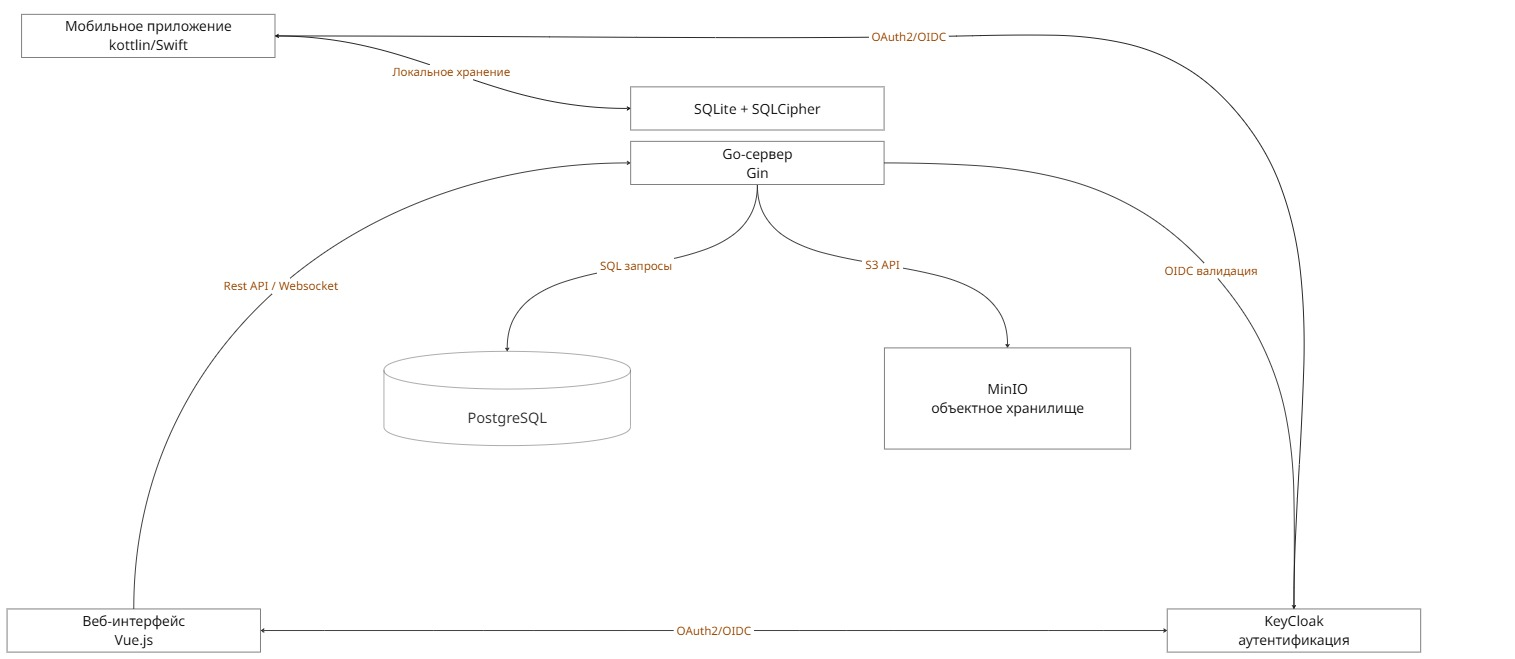 Мобильное приложение
kottlin/Swift
OAuth2/OIDC
Локальное хранение
SQLite + SQLCipher
Go-сервер
Gin
SQL запросы
S3 API
OIDC валидация
Rest API / Websocket
PostgreSQL
MinIO
объектное хранилище
Веб-интерфейс
Vue.js
OAuth2/OIDC
KeyCloak
аутентификация